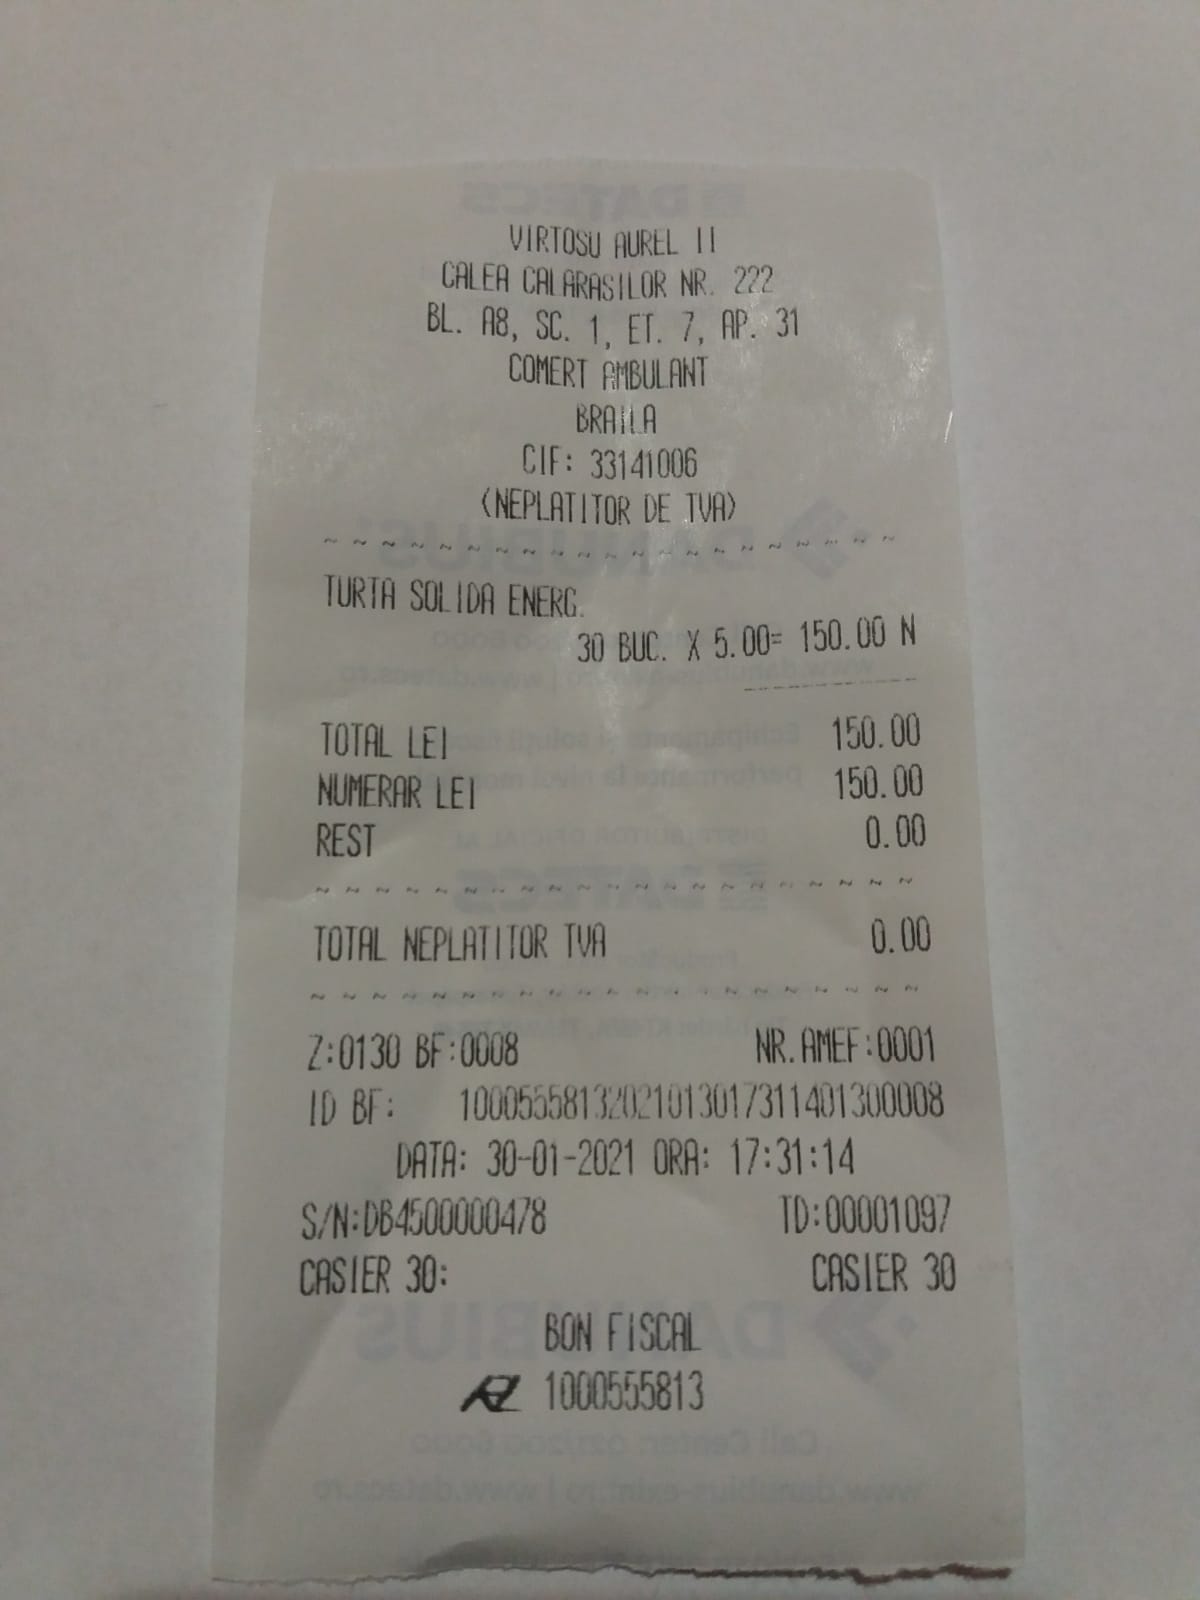 VIRTOSU AUREL II
CALEA CALARASILOR NR. 222
BL. A8, SC. 1, ET. 7, AP. 31
COMERT AMBULANT
BRAILA
CIF: 33141006
(NEPLATITOR DE TVA)
~ ~ ~ ~ ~ ~ ~ ~ ~ ~ ~ ~ ~ ~ ~ ~ ~ ~ ~ ~
TURTA SOLIDA ENERG.
30 BUC. X 5.00= 150.00 N
TOTAL LEI 150.00
NUMERAR LEI 150.00
REST 0.00
~ ~ ~ ~ ~ ~ ~ ~ ~ ~ ~ ~ ~ ~ ~ ~ ~ ~ ~ ~
TOTAL NEPLATITOR TVA 0.00
~ ~ ~ ~ ~ ~ ~ ~ ~ ~ ~ ~ ~ ~ ~ ~ ~ ~ ~ ~
Z:0130 BF:0008 NR.AMEF:0001
ID BF: 10005558132021013017311401300008
DATA: 30-01-2021 ORA: 17:31:14
S/N:DB4500000478 TD:00001097
CASIER 30: CASIER 30
BON FISCAL
1000555813